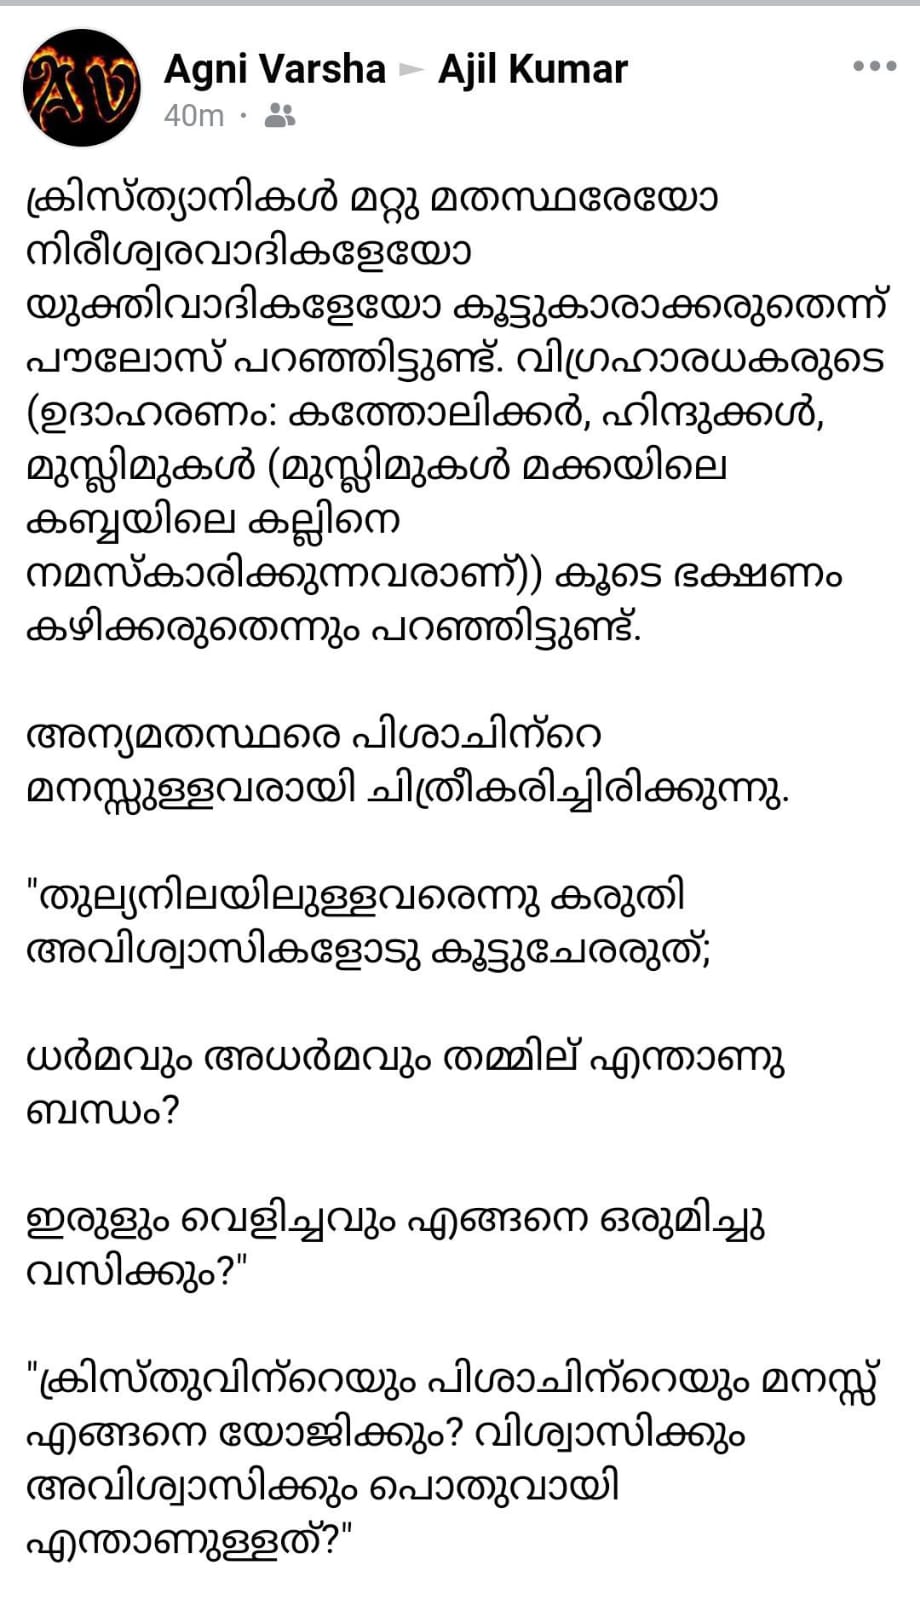 AV
Agni Varsha ► Ajil Kumar
40m ·
ക്രിസ്ത്യാനികൾ മറ്റു മതസ്ഥരേയോ
നിരീശ്വരവാദികളേയോ
യുക്തിവാദികളേയോ കൂട്ടുകാരാക്കരുതെന്ന്
പൗലോസ് പറഞ്ഞിട്ടുണ്ട്. വിഗ്രഹാരധകരുടെ
(ഉദാഹരണം: കത്തോലിക്കർ, ഹിന്ദുക്കൾ,
മുസ്ലിമുകൾ (മുസ്ലിമുകൾ മക്കയിലെ
കബ്ബയിലെ കല്ലിനെ
നമസ്കാരിക്കുന്നവരാണ്)) കൂടെ ഭക്ഷണം
കഴിക്കരുതെന്നും പറഞ്ഞിട്ടുണ്ട്.
അന്യമതസ്ഥരെ പിശാചിന്റെ
മനസ്സുള്ളവരായി ചിത്രീകരിച്ചിരിക്കുന്നു.
"തുല്യനിലയിലുള്ളവരെന്നു കരുതി
അവിശ്വാസികളോടു കൂട്ടുചേരരുത്;
ധർമവും അധർമവും തമ്മില് എന്താണു
ബന്ധം?
ഇരുളും വെളിച്ചവും എങ്ങനെ ഒരുമിച്ചു
വസിക്കും?"
"ക്രിസ്തുവിന്റെയും പിശാചിന്റെയും മനസ്സ്
എങ്ങനെ യോജിക്കും? വിശ്വാസിക്കും
അവിശ്വാസിക്കും പൊതുവായി
എന്താണുള്ളത്?"